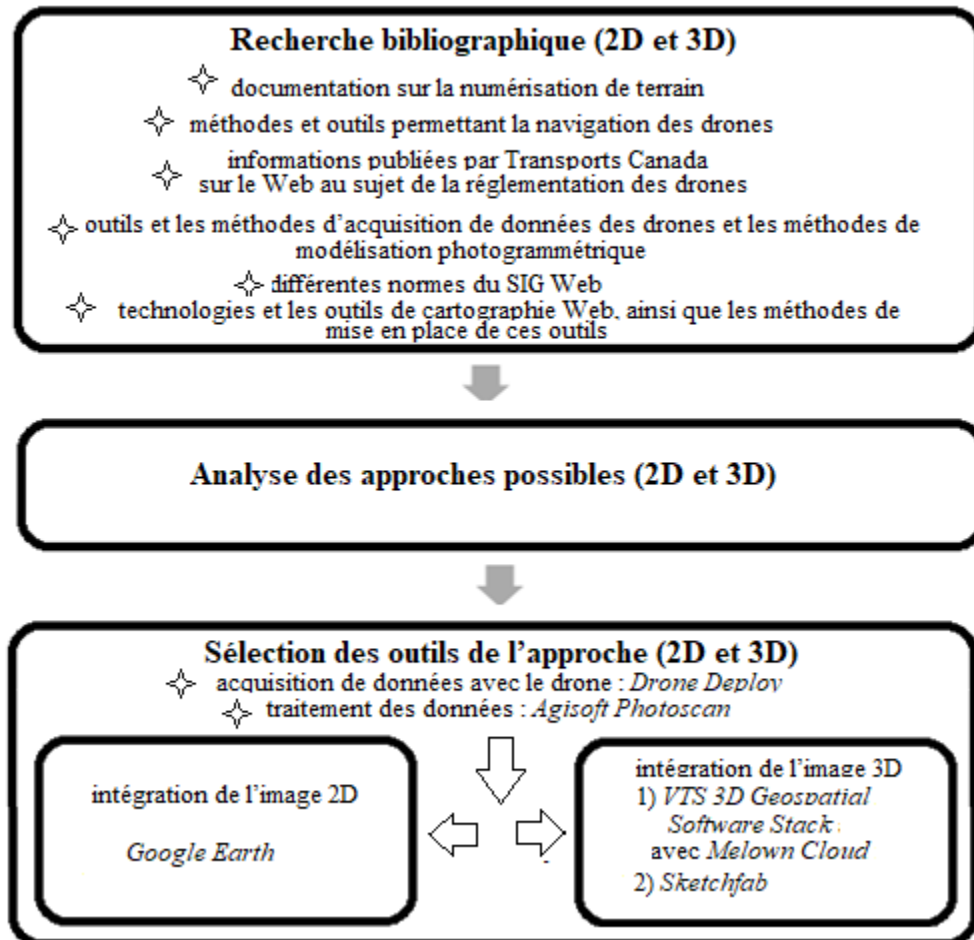 Recherche bibliographique (2D et 3D)
documentation sur la numérisation de terrain
méthodes et outils permettant la navigation des drones
informations publiées par Transports Canada
sur le Web au sujet de la réglementation des drones
outils et les méthodes d'acquisition de données des drones et les méthodes de
modélisation photogrammétrique
différentes normes du SIG Web
technologies et les outils de cartographie Web, ainsi que les méthodes de
mise en place de ces outils
Analyse des approches possibles (2D et 3D)
Sélection des outils de l'approche (2D et 3D)
acquisition de données avec le drone : Drone Deploy
traitement des données : Agisoft Photoscan
intégration de l'image 2D
Google Earth
intégration de l'image 3D
1) VTS 3D Geospatial
Software Stack
avec Melown Cloud
2) Sketchfab